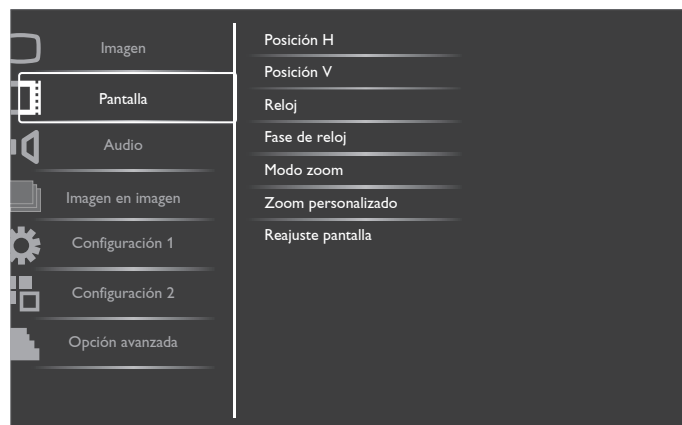 Imagen
Pantalla
Audio
Imagen en imagen
Configuración 1
Configuración 2
Opción avanzada
Posición H
Posición V
Reloj
Fase de reloj
Modo zoom
Zoom personalizado
Reajuste pantalla